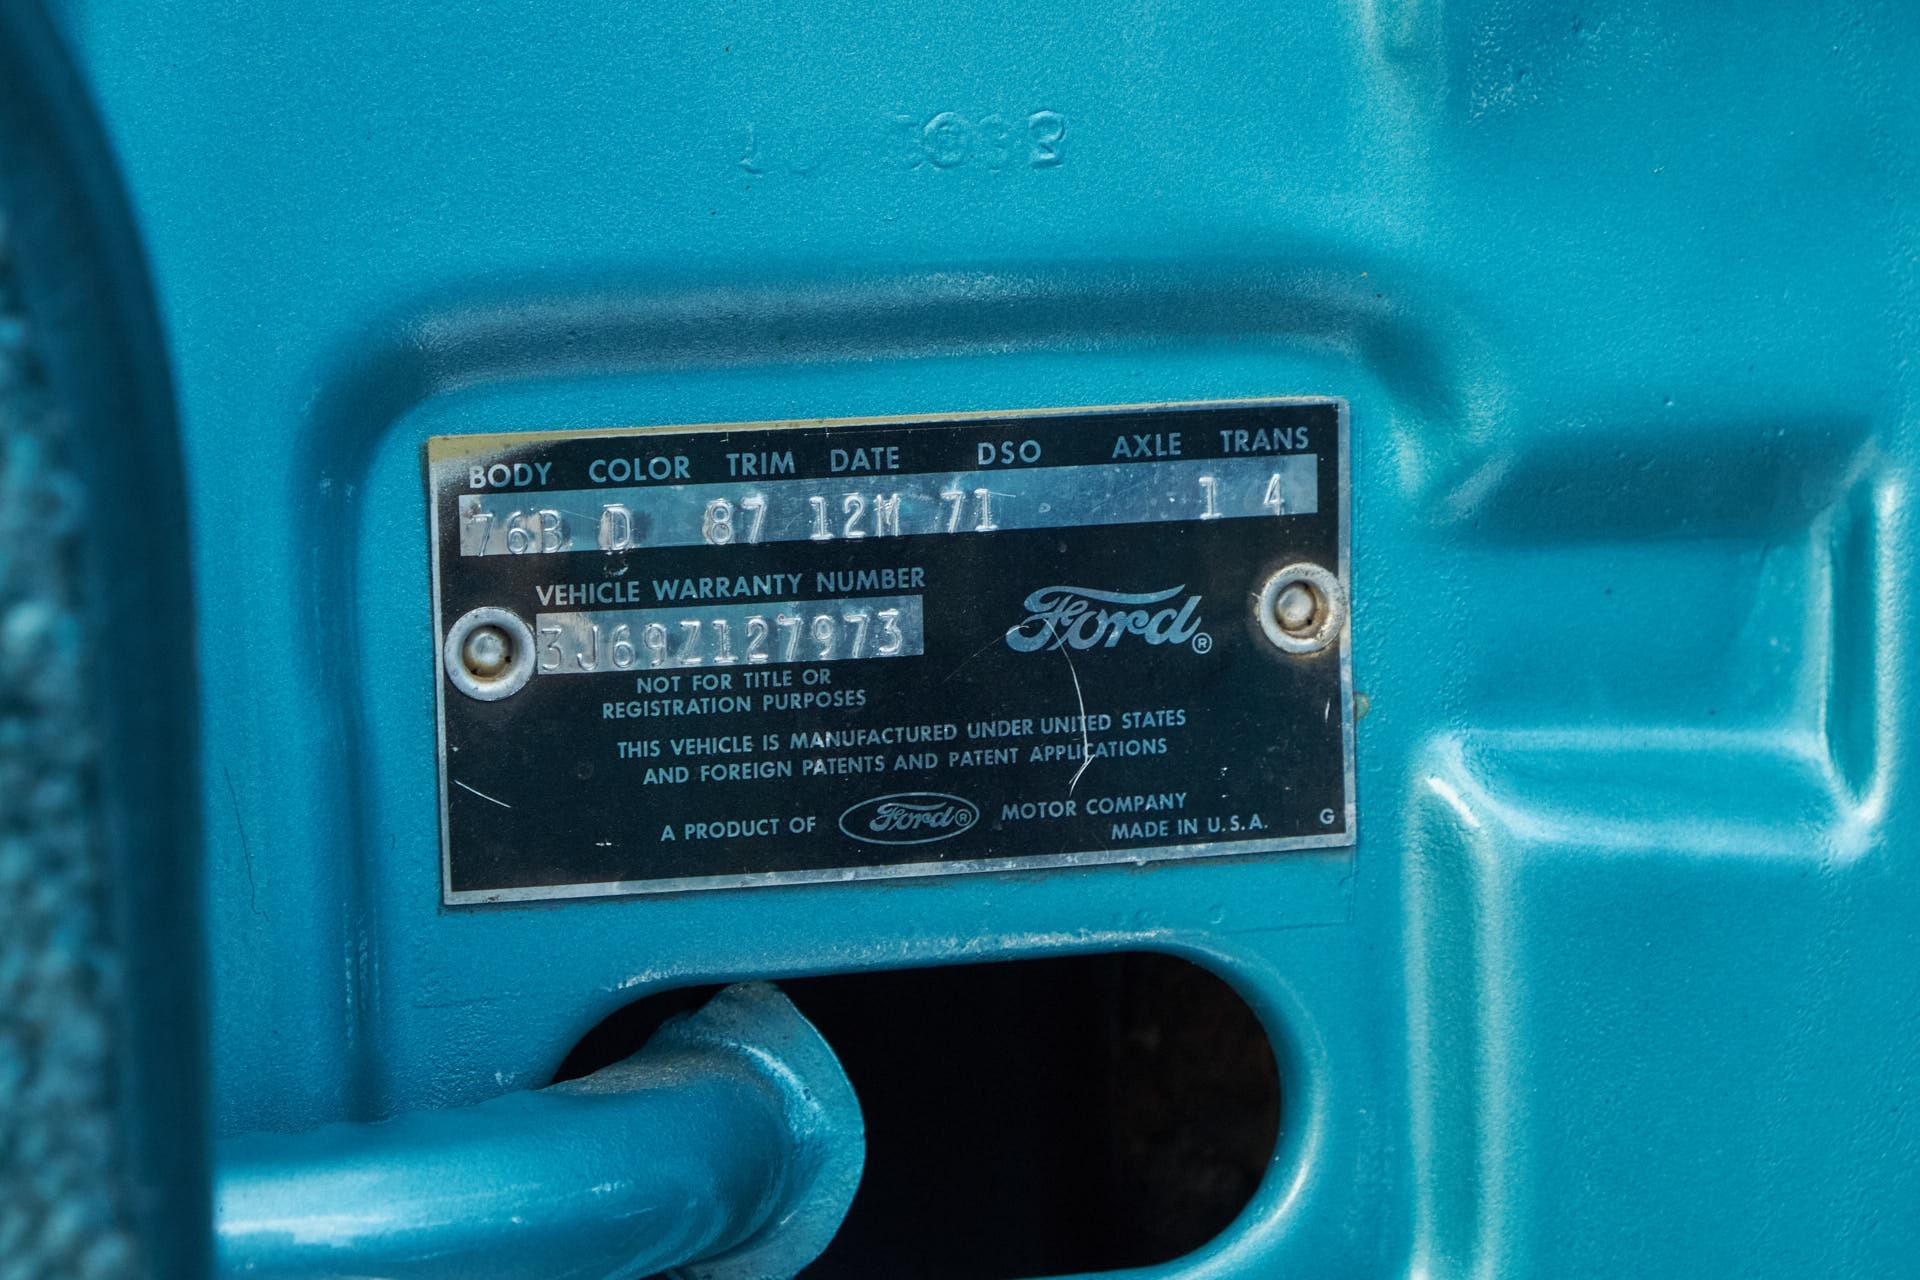 BODY COLOR TRIM DATE DSO AXLE TRANS
76B D 87 12M 71 1 4
VEHICLE WARRANTY NUMBER
3J69Z127973
Ford®
NOT FOR TITLE OR
REGISTRATION PURPOSES
THIS VEHICLE IS MANUFACTURED UNDER UNITED STATES
AND FOREIGN PATENTS AND PATENT APPLICATIONS
A PRODUCT OF Ford® MOTOR COMPANY
MADE IN U.S.A. G